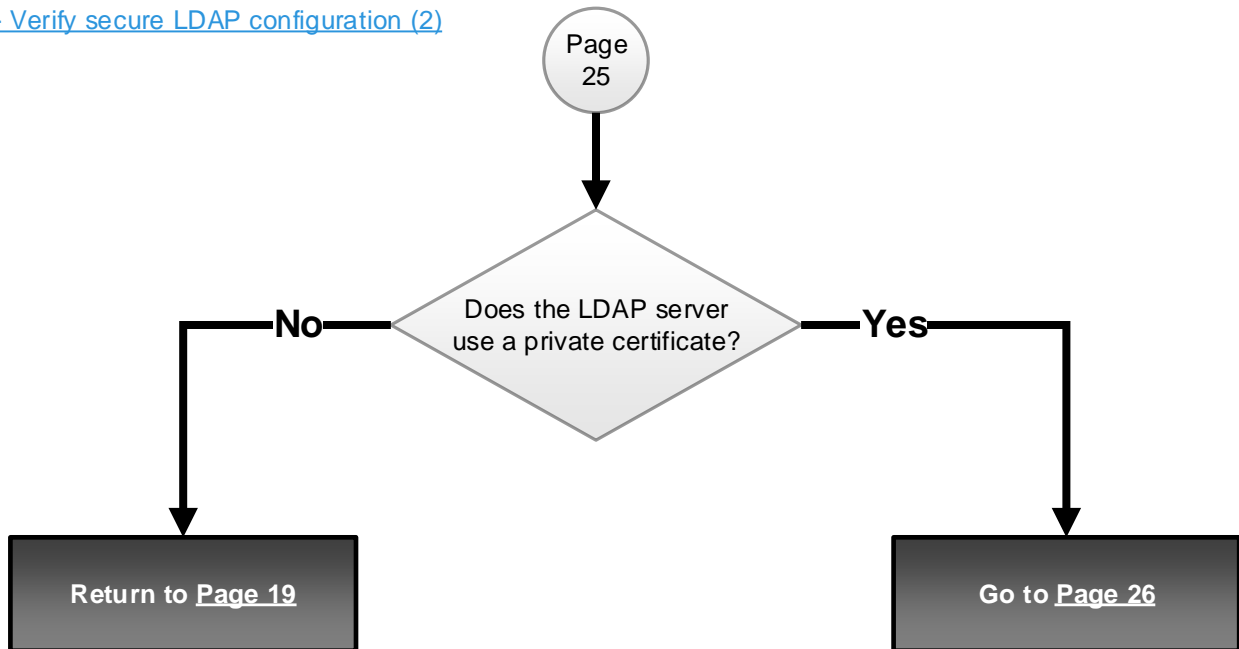 - Verify secure LDAP configuration (2)
Page
25
Does the LDAP server
use a private certificate?
No
Yes
Return to Page 19
Go to Page 26